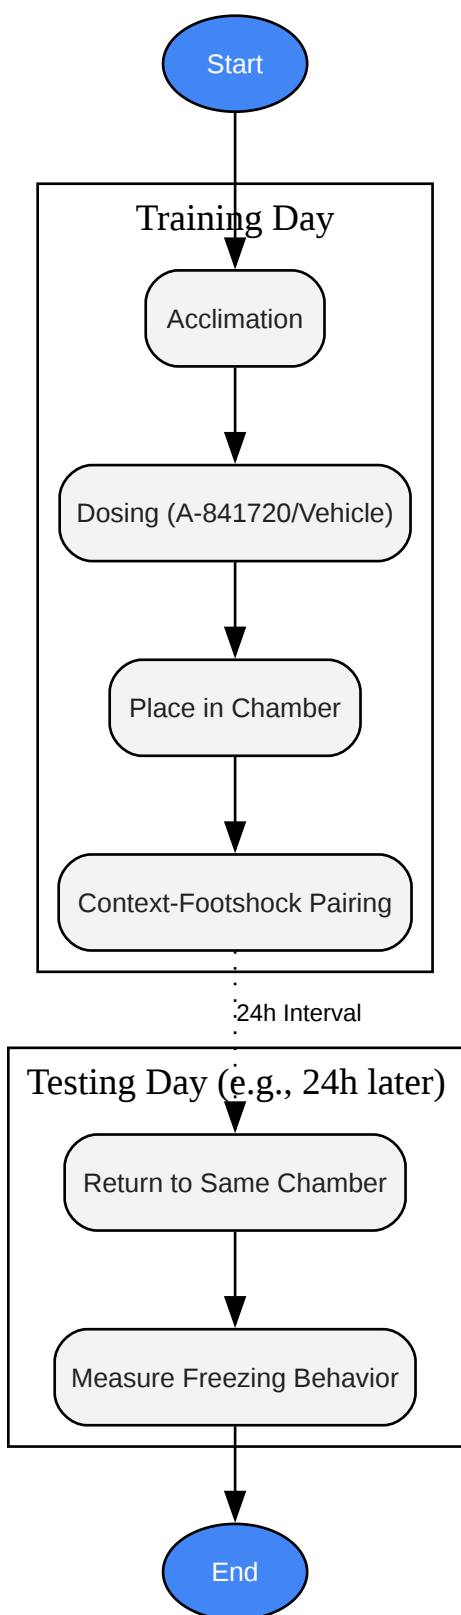 Start
Training Day
Acclimation
Dosing (A-841720/Vehicle)
Place in Chamber
Context-Footshock Pairing
24h Interval
Testing Day (e.g., 24h later)
Return to Same Chamber
Measure Freezing Behavior
End